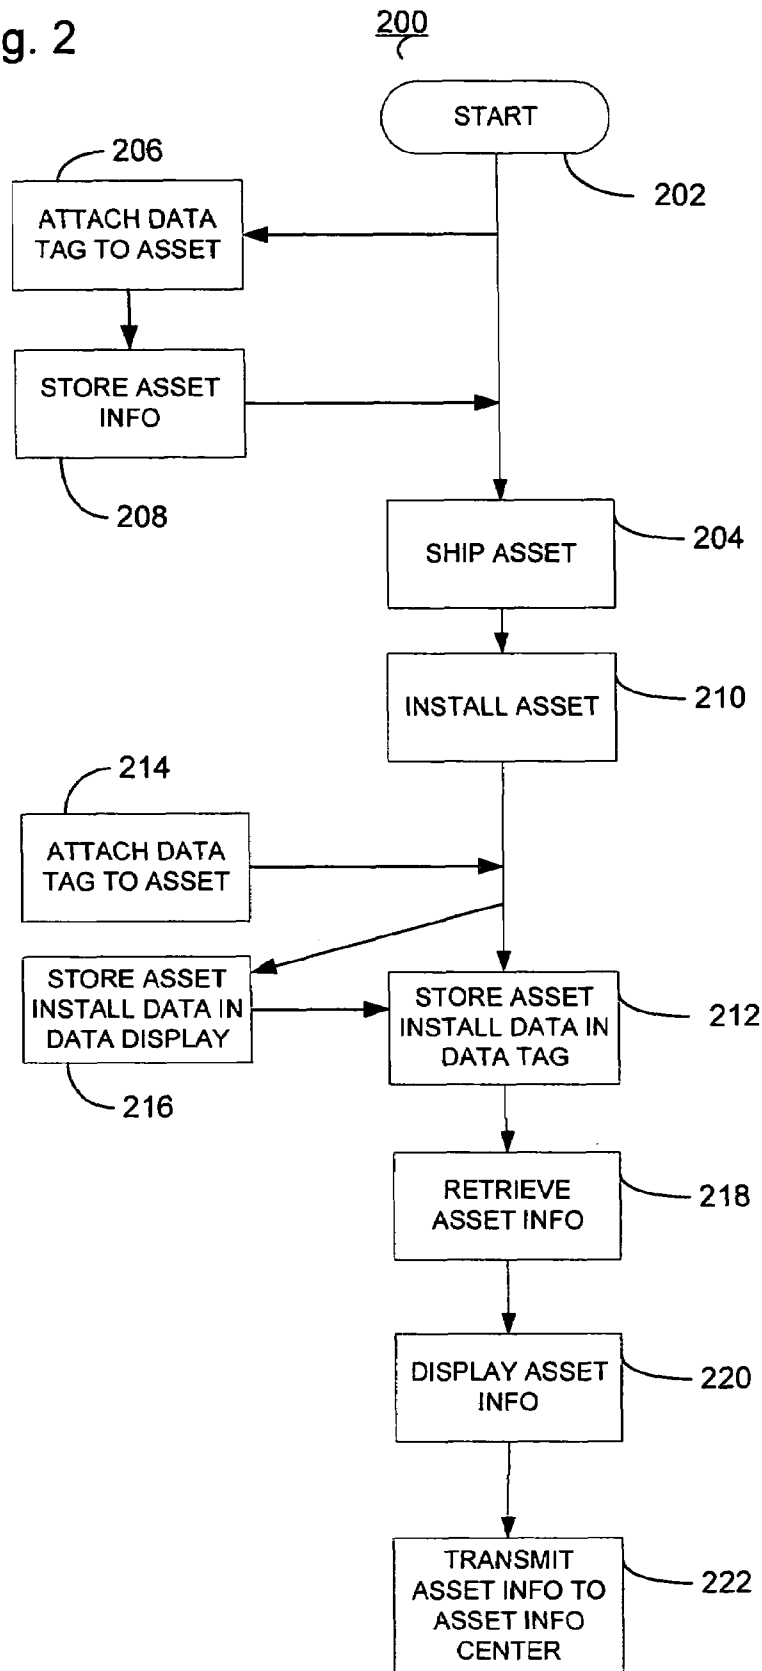 g. 2
200
START
202
206
ATTACH DATA
TAG TO ASSET
STORE ASSET
INFO
208
SHIP ASSET
204
INSTALL ASSET
210
214
ATTACH DATA
TAG TO ASSET
STORE ASSET
INSTALL DATA IN
DATA DISPLAY
216
STORE ASSET
INSTALL DATA IN
DATA TAG
212
RETRIEVE
ASSET INFO
218
DISPLAY ASSET
INFO
220
TRANSMIT
ASSET INFO TO
ASSET INFO
CENTER
222